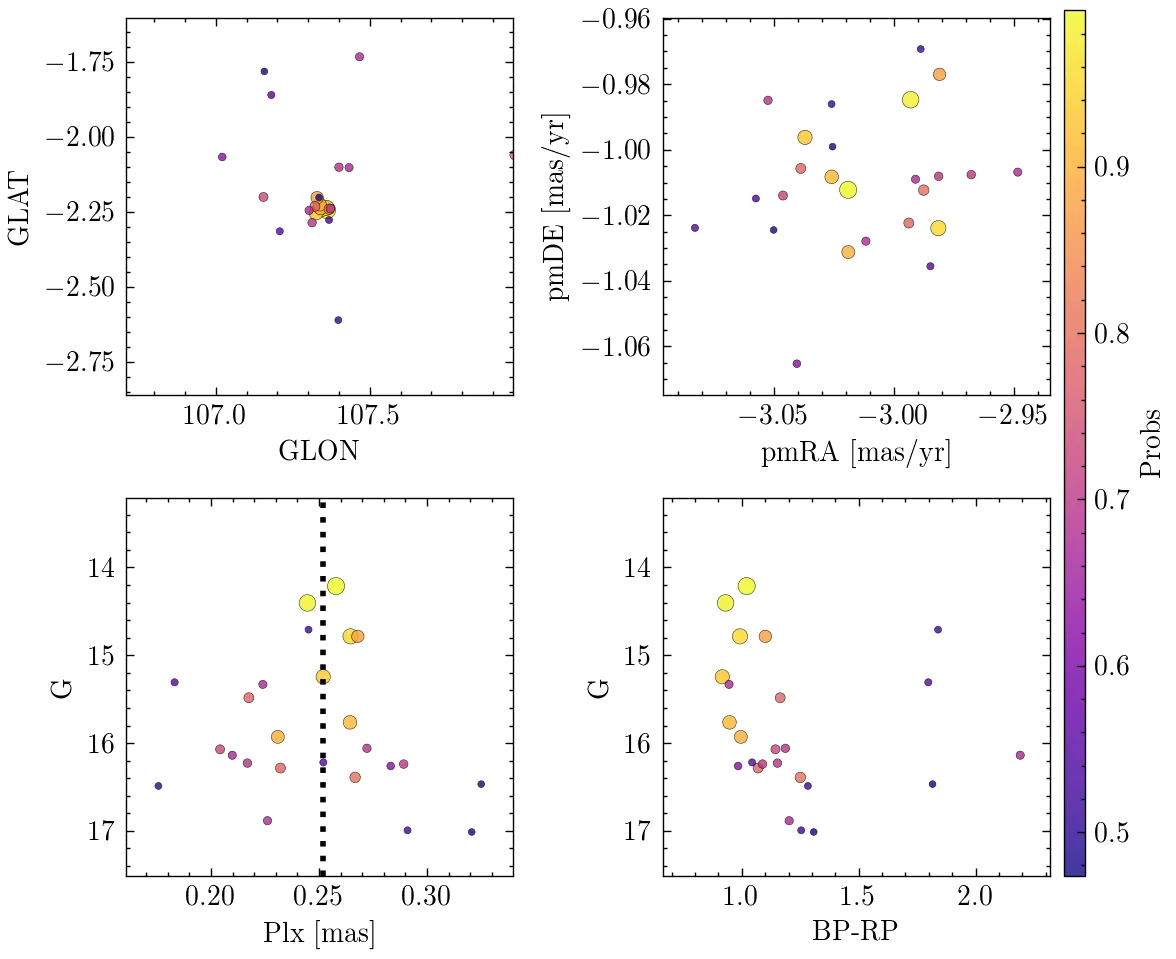 −1.75
−2.00
−2.25
−2.50
−2.75
GLAT
107.0 107.5
GLON
−0.96
−0.98
−1.00
−1.02
−1.04
−1.06
pmDE [mas/yr]
−3.05 −3.00 −2.95
pmRA [mas/yr]
14
15
16
17
G
0.20 0.25 0.30
Plx [mas]
14
15
16
17
G
1.0 1.5 2.0
BP-RP
0.9
0.8
0.7
0.6
0.5
Probs